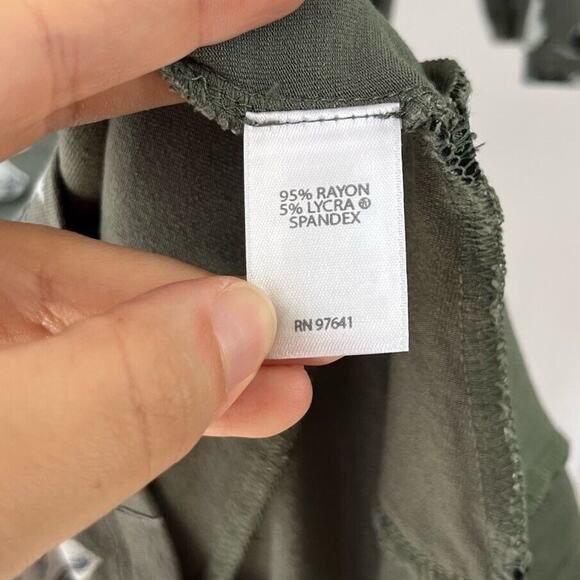 95% RAYON
5% LYCRA ®
SPANDEX
RN 97641